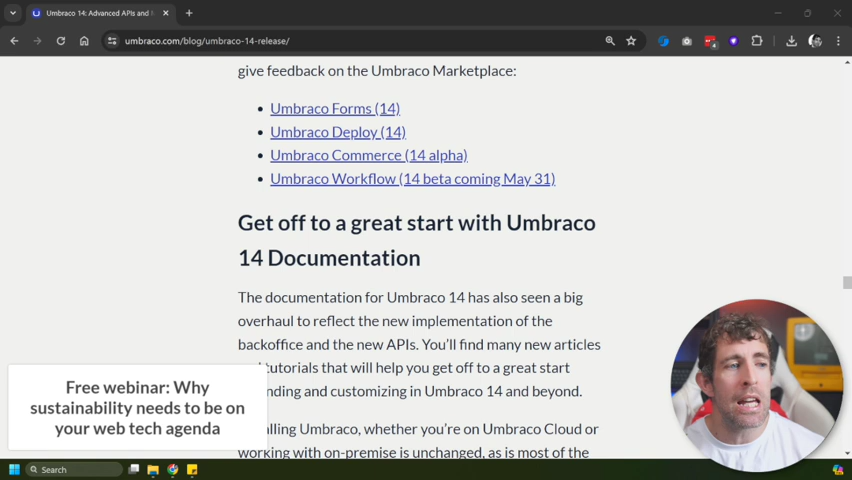 Umbraco 14: Advanced APIs and M
umbraco.com/blog/umbraco-14-release/
give feedback on the Umbraco Marketplace:
Umbraco Forms (14)
Umbraco Deploy (14)
Umbraco Commerce (14 alpha)
Umbraco Workflow (14 beta coming May 31)
Get off to a great start with Umbraco
14 Documentation
The documentation for Umbraco 14 has also seen a big
overhaul to reflect the new implementation of the
backoffice and the new APIs. You'll find many new articles
tutorials that will help you get off to a great start
and customizing in Umbraco 14 and beyond.
Umbraco, whether you're on Umbraco Cloud or
working with on-premise is unchanged, as is most of the
Free webinar: Why
sustainability needs to be on
your web tech agenda
Search